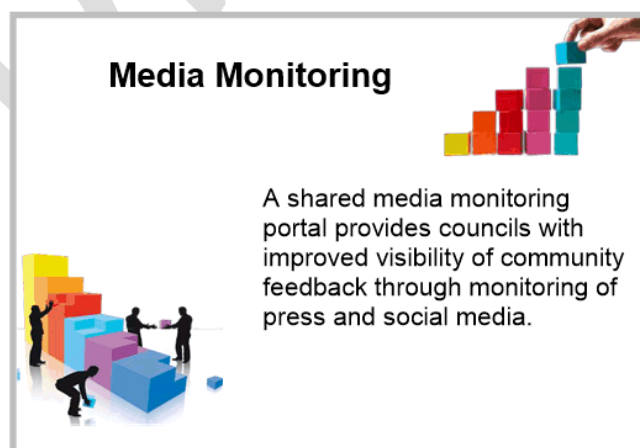 Media Monitoring
A shared media monitoring
portal provides councils with
improved visibility of community
feedback through monitoring of
press and social media.